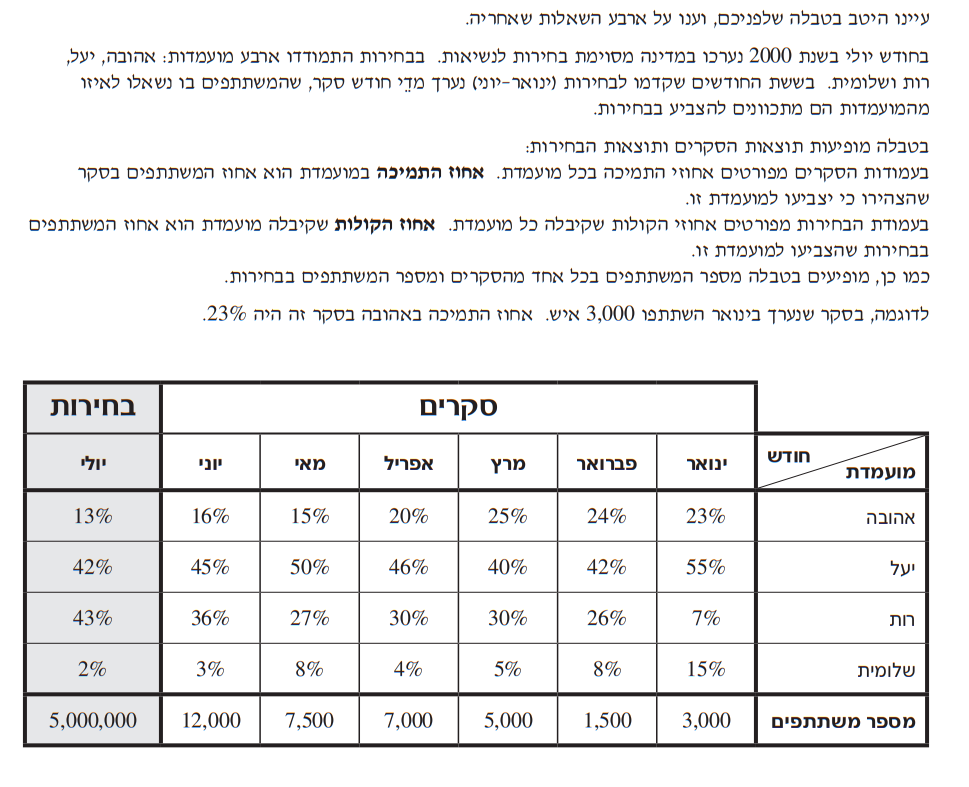 עיינו היטב בטבלה שלפניכם, וענו על ארבע השאלות שאחריה.
בחודש יולי בשנת 2000 נערכו במדינה מסוימת בחירות לנשיאות. בבחירות התמודדו ארבע מועמדות: אהובה, יעל,
רות ושלומית. בששת החודשים שקדמו לבחירות (ינואר-יוני) נערך מדֵי חודש סקר, שהמשתתפים בו נשאלו לאיזו
מהמועמדות הם מתכוונים להצביע בבחירות.
בטבלה מופיעות תוצאות הסקרים ותוצאות הבחירות:
בעמודות הסקרים מפורטים אחוזי התמיכה בכל מועמדת. אחוז התמיכה במועמדת הוא אחוז המשתתפים בסקר
שהצהירו כי יצביעו למועמדת זו.
בעמודת הבחירות מפורטים אחוזי הקולות שקיבלה כל מועמדת. אחוז הקולות שקיבלה מועמדת הוא אחוז המשתתפים
בבחירות שהצביעו למועמדת זו.
כמו כן, מופיעים בטבלה מספר המשתתפים בכל אחד מהסקרים ומספר המשתתפים בבחירות.
לדוגמה, בסקר שנערך בינואר השתתפו 3,000 איש. אחוז התמיכה באהובה בסקר זה היה 23%.
סקרים בחירות
חודש מועמדת ינואר פברואר מרץ אפריל מאי יוני יולי
אהובה 23% 24% 25% 20% 15% 16% 13%
יעל 55% 42% 40% 46% 50% 45% 42%
רות 7% 26% 30% 30% 27% 36% 43%
שלומית 15% 8% 5% 4% 8% 3% 2%
מספר משתתפים 3,000 1,500 5,000 7,000 7,500 12,000 5,000,000